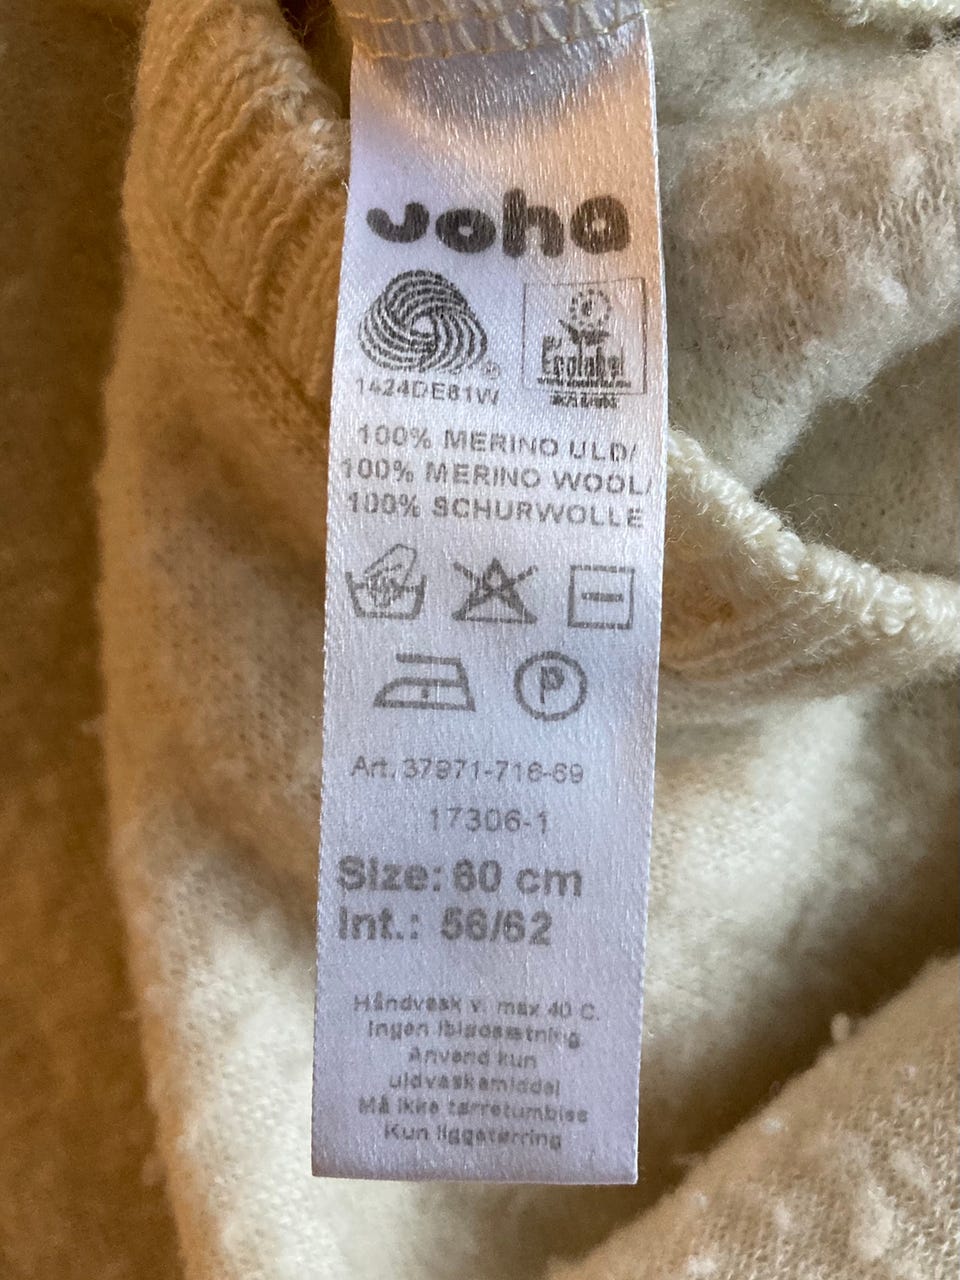 Joha
1424DE81W
Ecolabel
100% MERINO ULD/
100% MERINO WOOL/
100% SCHURWOLLE
P
Art. 37971-716-69
17306-1
Size: 60 cm
Int.: 56/62
Håndvask v. max 40 C.
Ingen iblødsætning
Anvend kun
uldvaskemiddel
Må ikke tørretumbles
Kun liggetørring